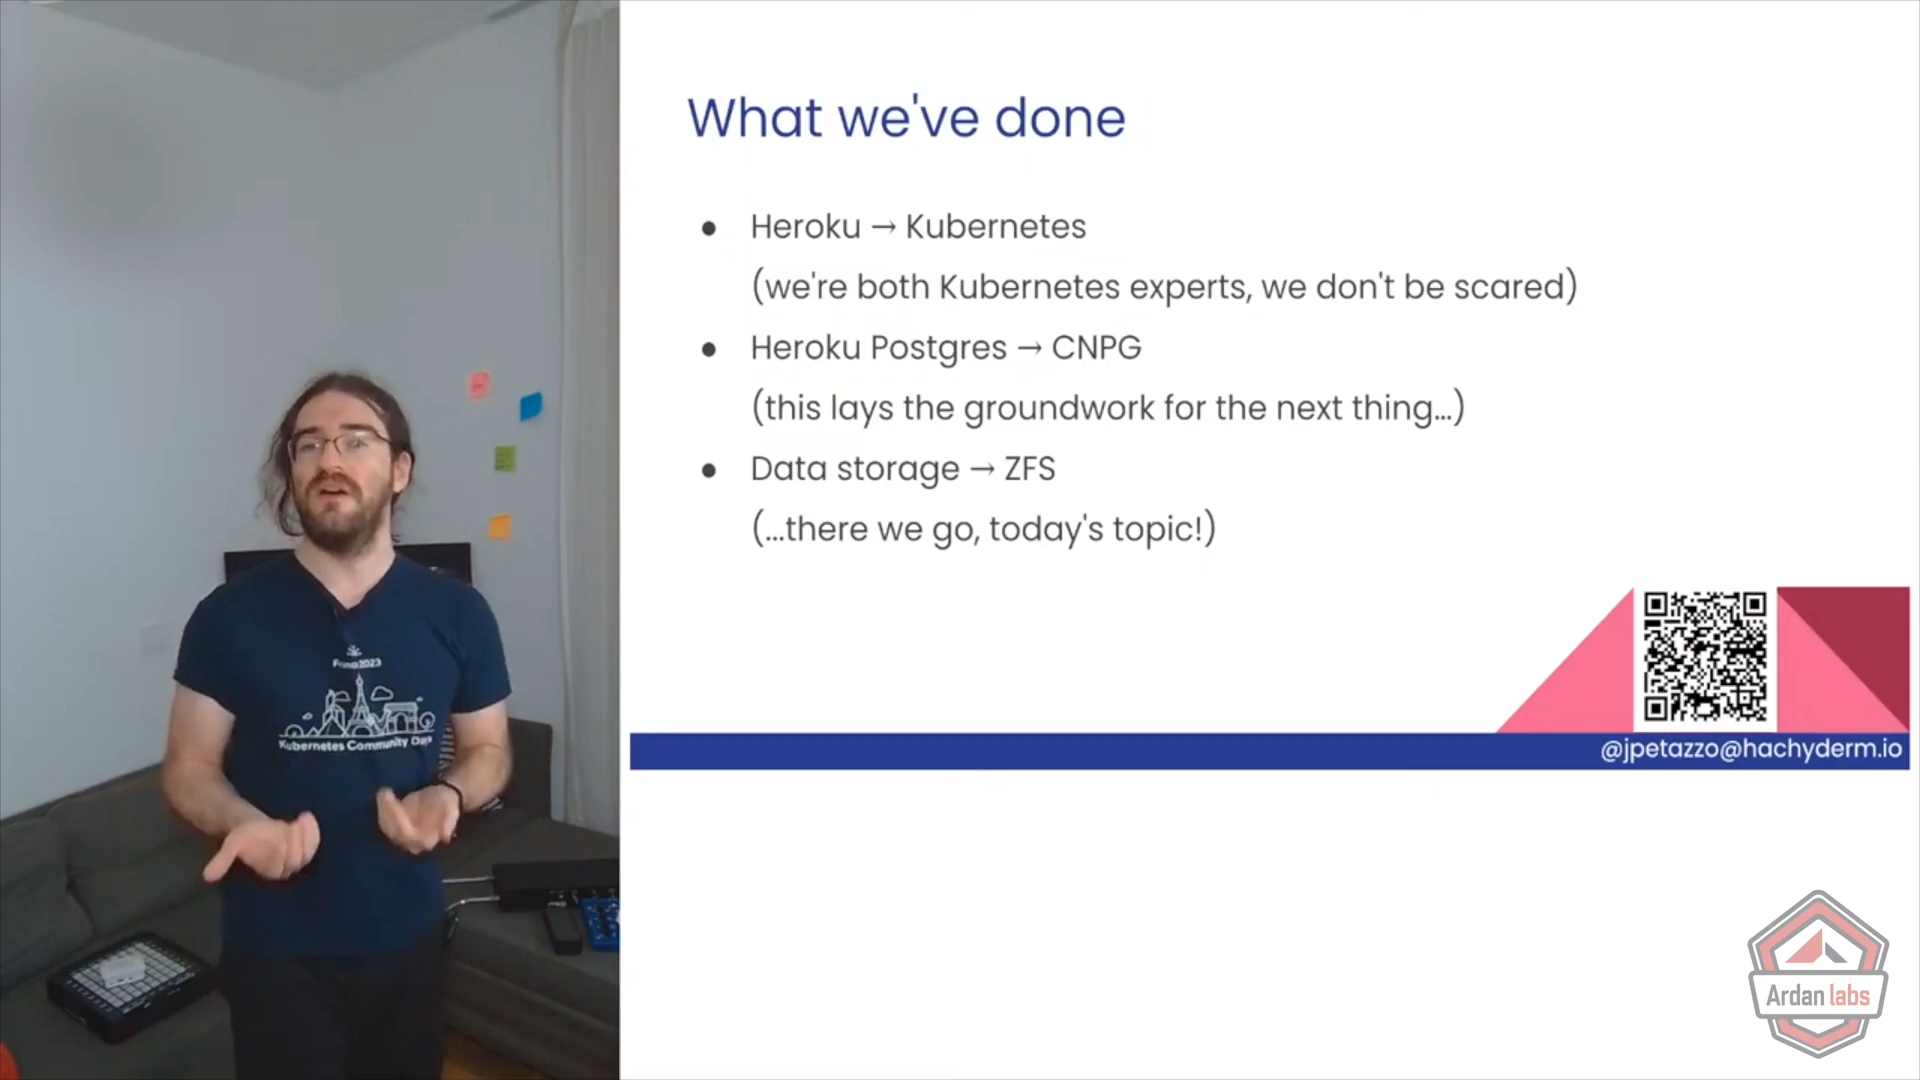 What we've done
Heroku → Kubernetes
(we're both Kubernetes experts, we don't be scared)
Heroku Postgres → CNPG
(this lays the groundwork for the next thing...)
Data storage → ZFS
(...there we go, today's topic!)
@jpetazzo@hachyderm.io
2023
Kubernetes Community Days
Ardan labs